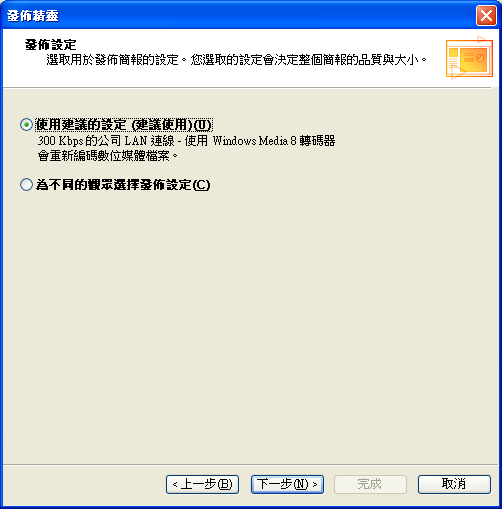 發佈精靈
發佈設定
選取用於發佈簡報的設定。您選取的設定會決定整個簡報的品質與大小。
使用建議的設定 (建議使用)(U)
300 Kbps 的公司 LAN 連線 - 使用 Windows Media 8 轉碼器
會重新編碼數位媒體檔案。
為不同的觀眾選擇發佈設定(C)
< 上一步(B)
下一步(N) >
完成
取消